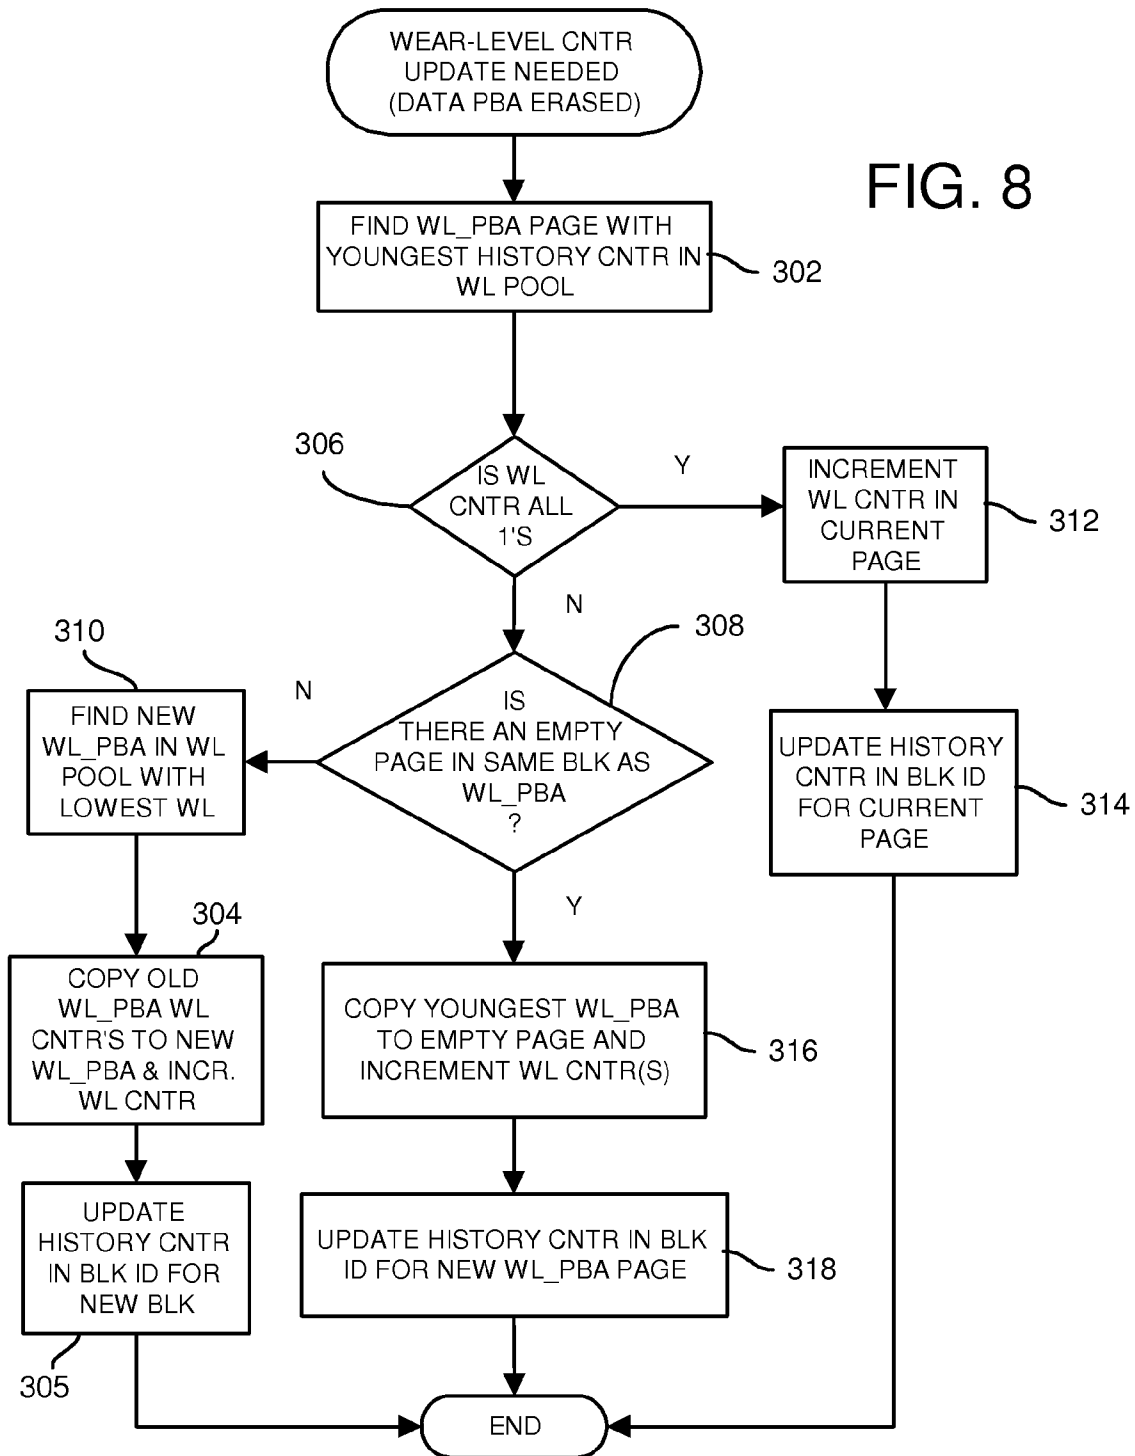 WEAR-LEVEL CNTR
UPDATE NEEDED
(DATA PBA ERASED)
FIG. 8
FIND WL_PBA PAGE WITH
YOUNGEST HISTORY CNTR IN
WL POOL
302
306
IS WL
CNTR ALL
1'S
Y
INCREMENT
WL CNTR IN
CURRENT
PAGE
312
N
308
310
N
IS
THERE AN EMPTY
PAGE IN SAME BLK AS
WL_PBA
?
FIND NEW
WL_PBA IN WL
POOL WITH
LOWEST WL
UPDATE HISTORY
CNTR IN BLK ID
FOR CURRENT
PAGE
314
Y
304
COPY OLD
WL_PBA WL
CNTR'S TO NEW
WL_PBA & INCR.
WL CNTR
COPY YOUNGEST WL_PBA
TO EMPTY PAGE AND
INCREMENT WL CNTR(S)
316
UPDATE
HISTORY CNTR
IN BLK ID FOR
NEW BLK
305
UPDATE HISTORY CNTR IN BLK
ID FOR NEW WL_PBA PAGE
318
END